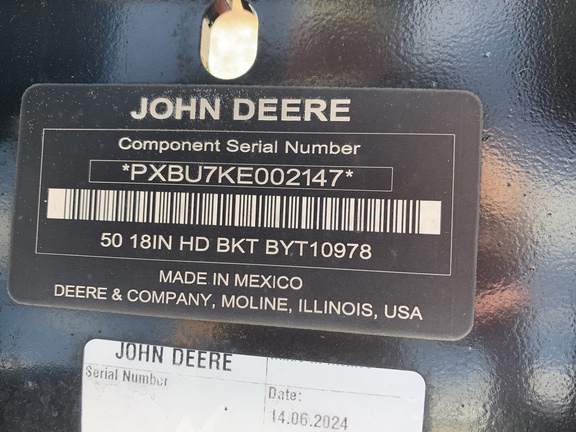 JOHN DEERE
Component Serial Number
*PXBU7KE002147*
50 18IN HD BKT BYT10978
MADE IN MEXICO
DEERE & COMPANY, MOLINE, ILLINOIS, USA
JOHN DEERE
Serial Number
Date:
14.06.2024